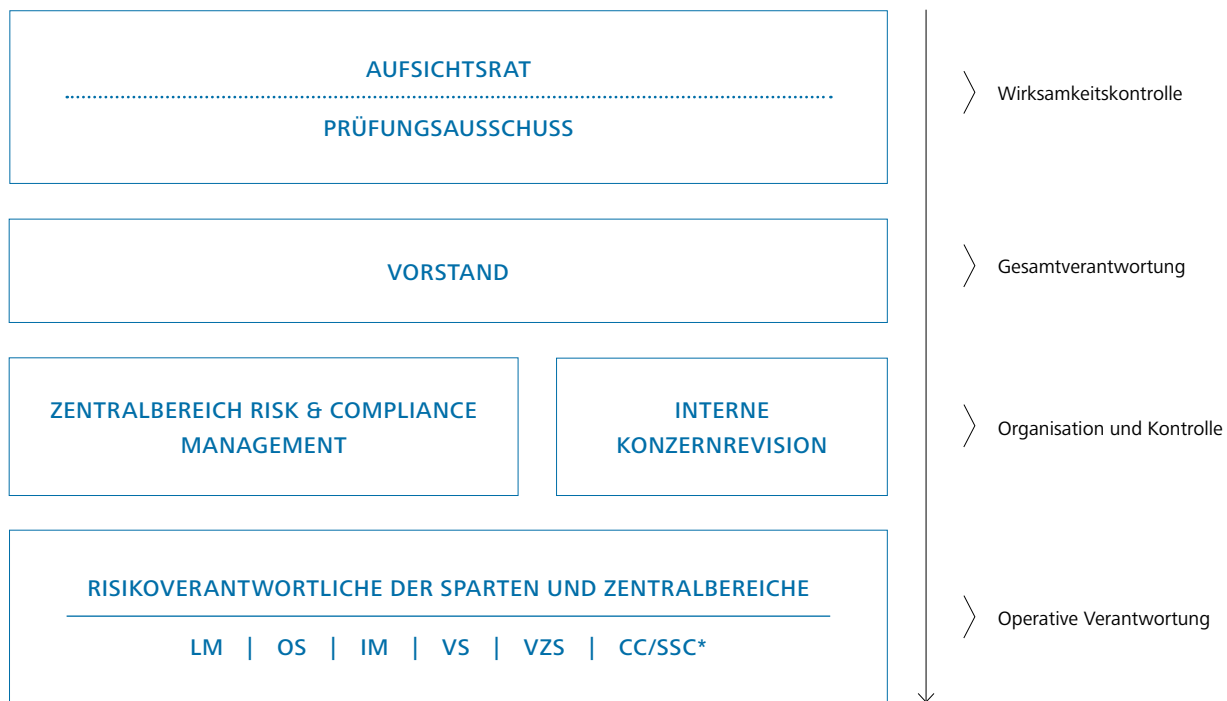 AUFSICHTSRAT
PRÜFUNGSAUSSCHUSS
Wirksamkeitskontrolle
VORSTAND
Gesamtverantwortung
ZENTRALBEREICH RISK & COMPLIANCE
MANAGEMENT
INTERNE
KONZERNREVISION
Organisation und Kontrolle
RISIKOVERANTWORTLICHE DER SPARTEN UND ZENTRALBEREICHE
LM | OS | IM | VS | VZS | CC/SSC*
Operative Verantwortung